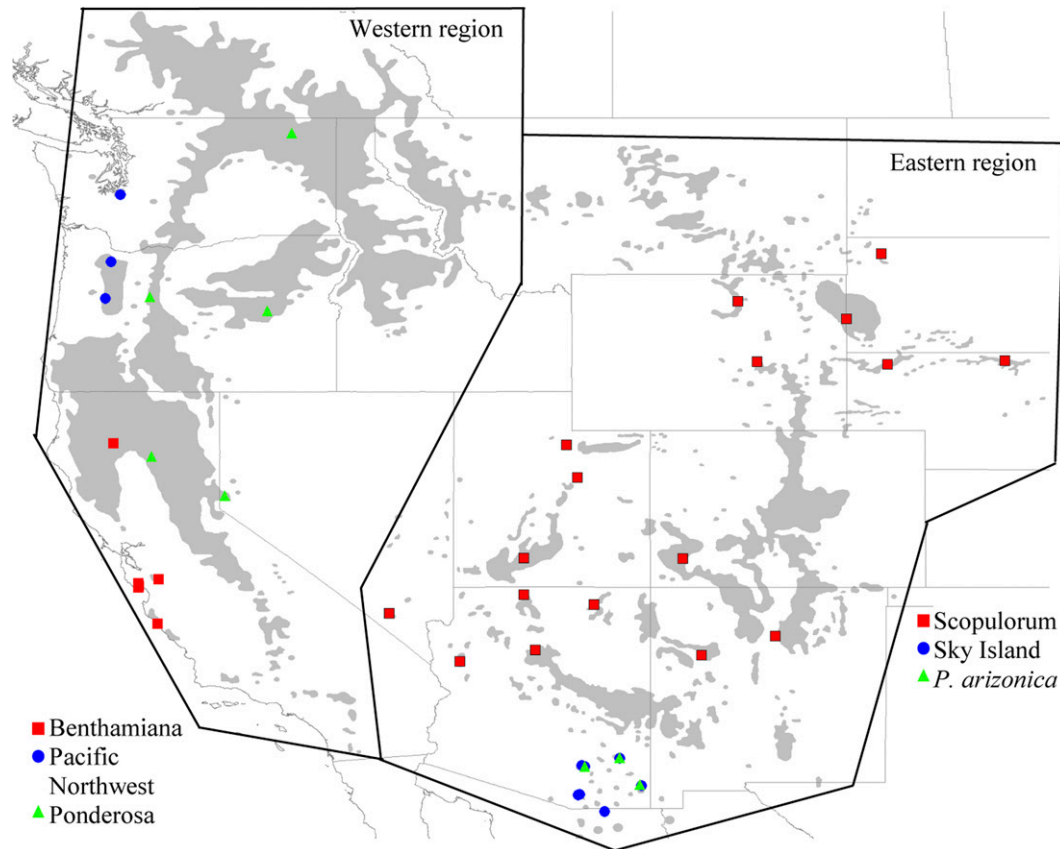 Western region
Eastern region
Scopulorum
Sky Island
P. arizonica
Benthamiana
Pacific
Northwest
Ponderosa